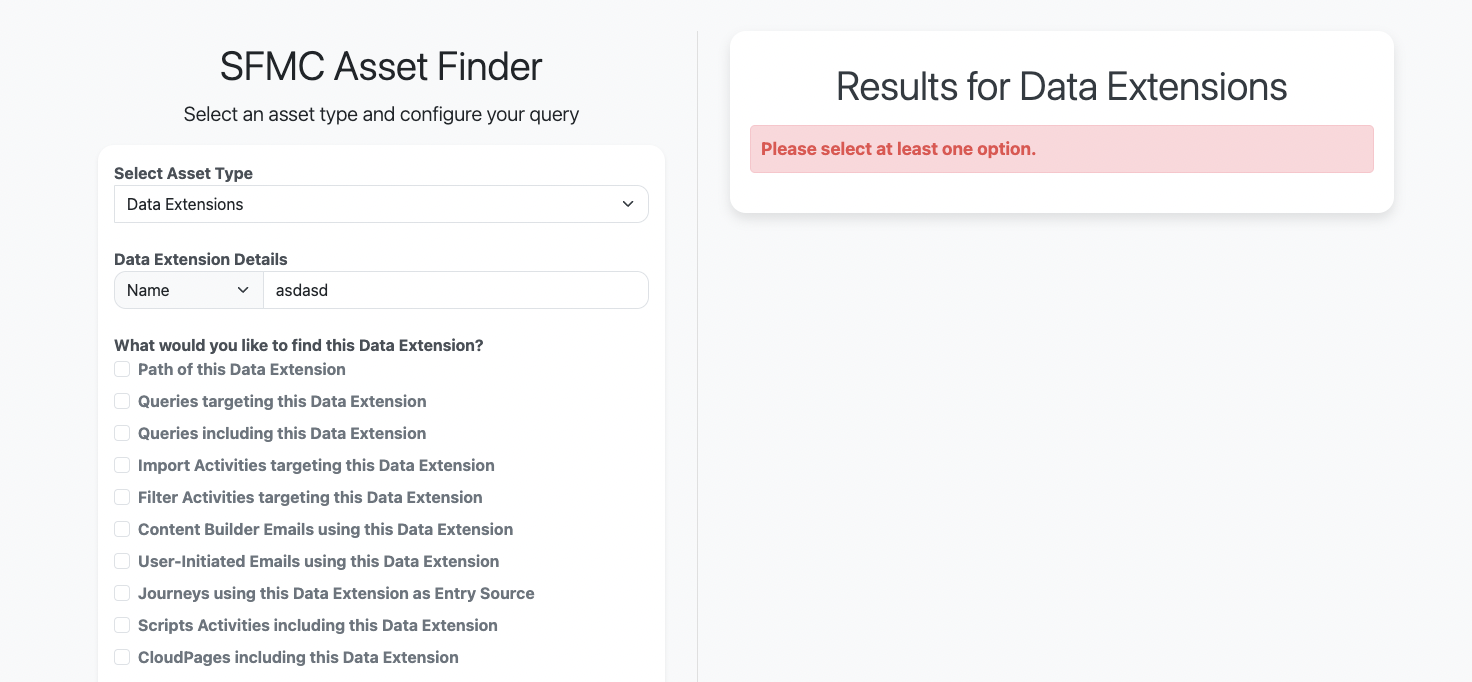 SFMC Asset Finder
Select an asset type and configure your query
Select Asset Type
Data Extensions
Data Extension Details
Name
asdasd
What would you like to find this Data Extension?
Path of this Data Extension
Queries targeting this Data Extension
Queries including this Data Extension
Import Activities targeting this Data Extension
Filter Activities targeting this Data Extension
Content Builder Emails using this Data Extension
User-Initiated Emails using this Data Extension
Journeys using this Data Extension as Entry Source
Scripts Activities including this Data Extension
CloudPages including this Data Extension
Results for Data Extensions
Please select at least one option.